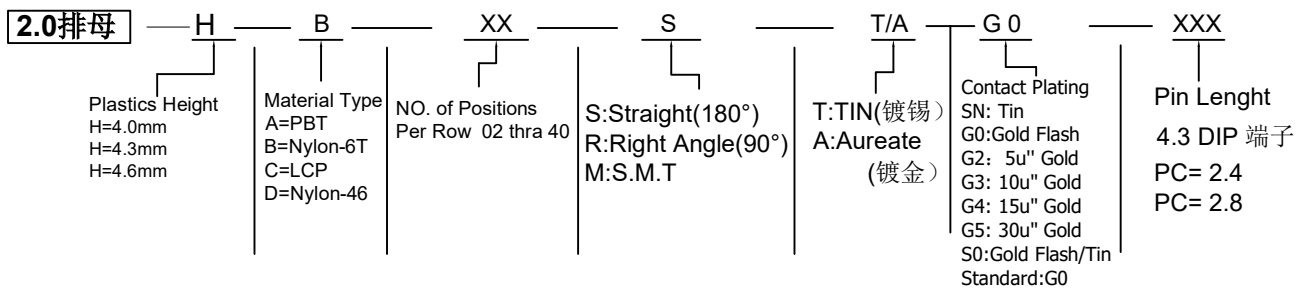 2.0排母 H B XX S T/A G 0 XXX
Plastics Height
H=4.0mm
H=4.3mm
H=4.6mm
Material Type
A=PBT
B=Nylon-6T
C=LCP
D=Nylon-46
NO. of Positions
Per Row 02 thra 40
S:Straight(180°)
R:Right Angle(90°)
M:S.M.T
T:TIN(镀锡）
A:Aureate
(镀金）
Contact Plating
SN: Tin
G0:Gold Flash
G2： 5u" Gold
G3: 10u" Gold
G4: 15u" Gold
G5: 30u" Gold
S0:Gold Flash/Tin
Standard:G0
Pin Lenght
4.3 DIP 端子
PC= 2.4
PC= 2.8